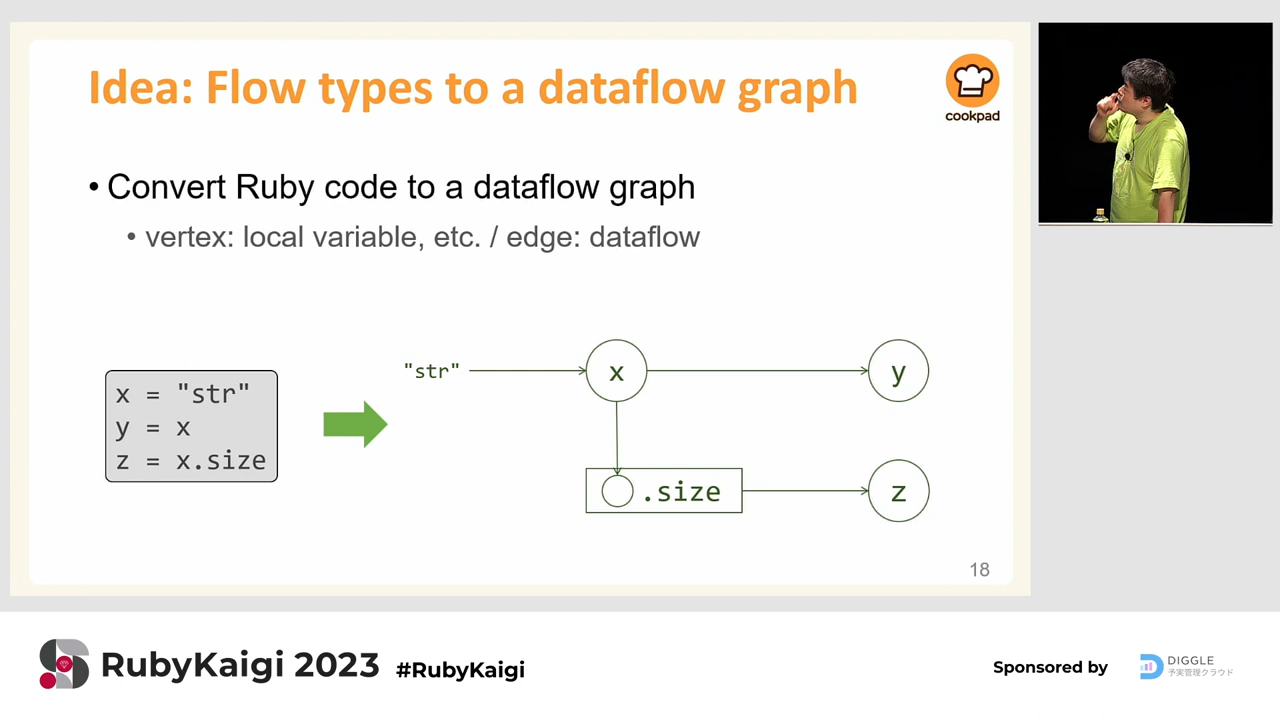 Idea: Flow types to a dataflow graph
cookpad
• Convert Ruby code to a dataflow graph
• vertex: local variable, etc. / edge: dataflow
x = "str"
y = x
z = x.size
"str"
x
y
.size
z
18
RubyKaigi 2023 #RubyKaigi
Sponsored by
DIGGLE
予実管理クラウド